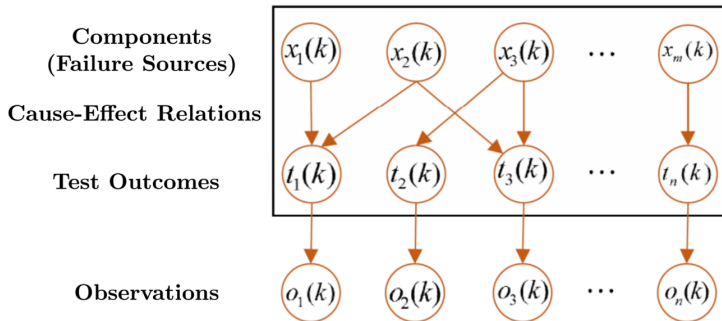 Components
(Failure Sources)
x₁(k) x₂(k) x₃(k) ... xₘ(k)
Cause-Effect Relations
Test Outcomes
t₁(k) t₂(k) t₃(k) ... tₙ(k)
Observations
o₁(k) o₂(k) o₃(k) ... oₙ(k)